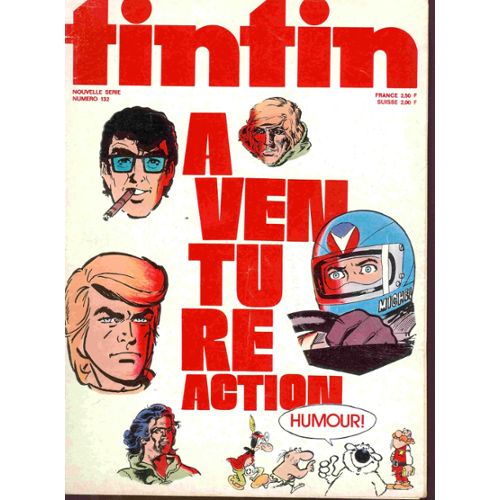 tintin
NOUVELLE SERIE
NUMERO 132
FRANCE 2.50 F
SUISSE 2.00 F
A
VEN
TU
RE
ACTION
MICHEL
HUMOUR!